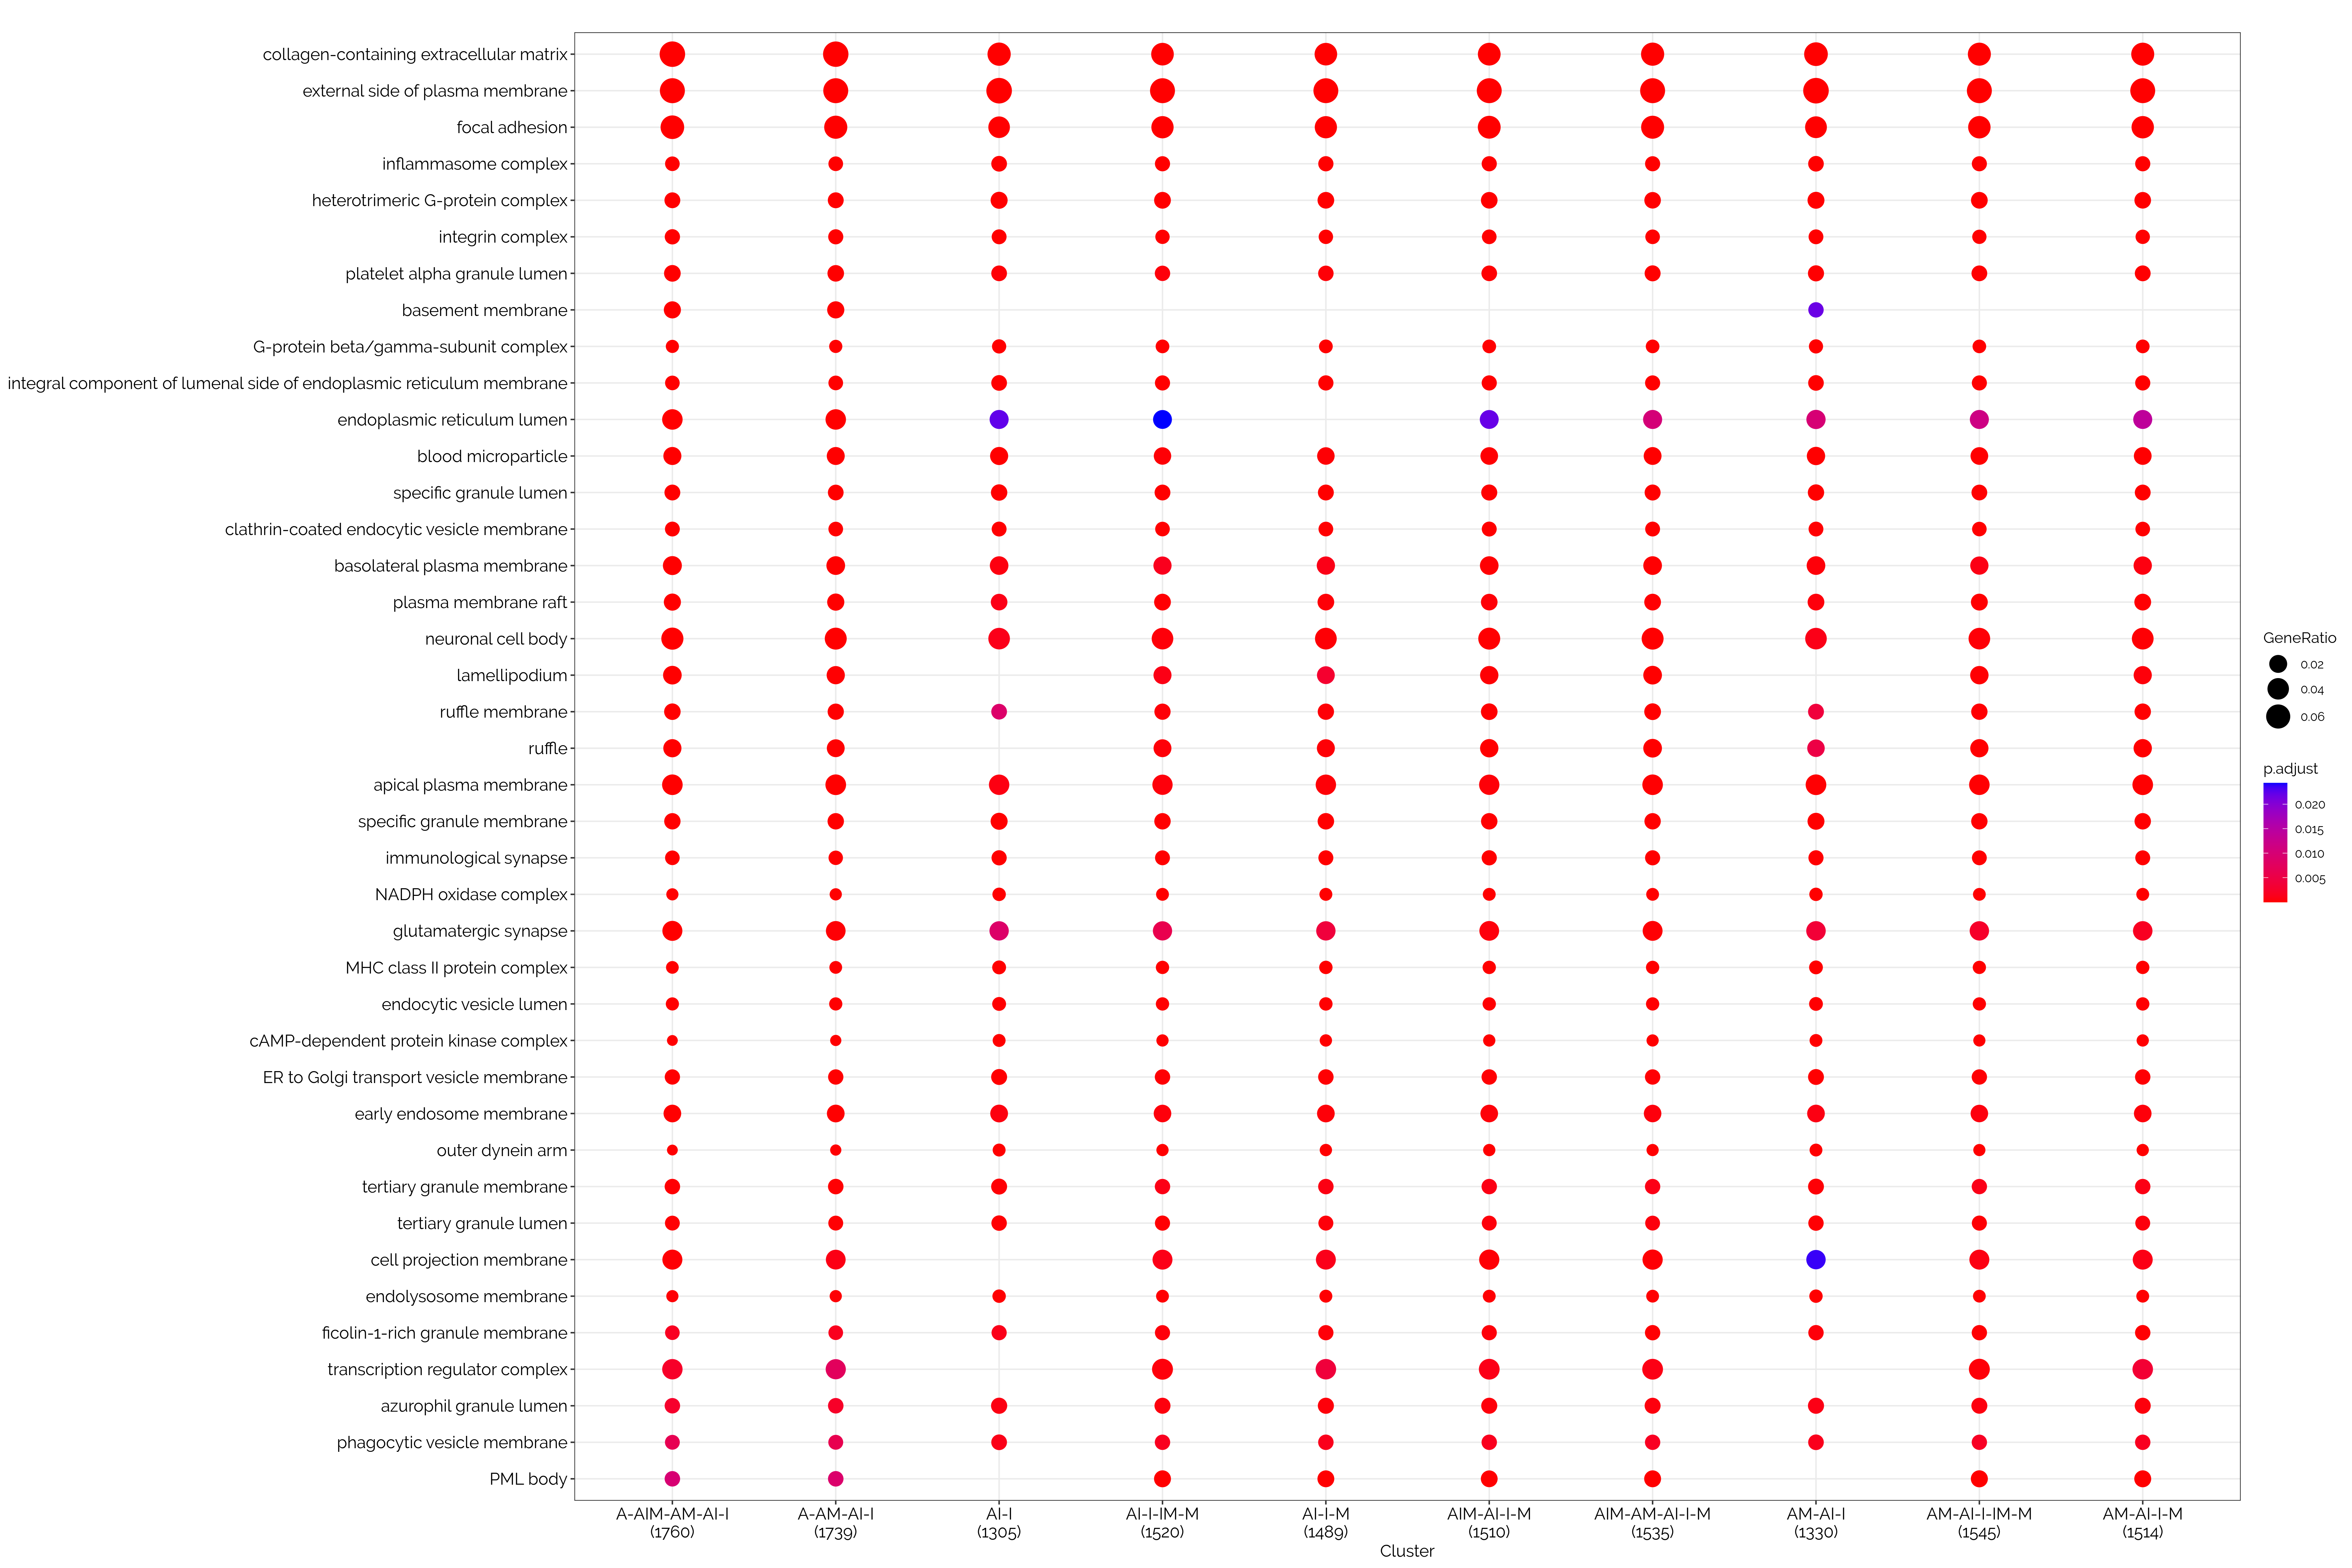 collagen-containing extracellular matrix
external side of plasma membrane
focal adhesion
inflammasome complex
heterotrimeric G-protein complex
integrin complex
platelet alpha granule lumen
basement membrane
G-protein beta/gamma-subunit complex
integral component of lumenal side of endoplasmic reticulum membrane
endoplasmic reticulum lumen
blood microparticle
specific granule lumen
clathrin-coated endocytic vesicle membrane
basolateral plasma membrane
plasma membrane raft
neuronal cell body
lamellipodium
ruffle membrane
ruffle
apical plasma membrane
specific granule membrane
immunological synapse
NADPH oxidase complex
glutamatergic synapse
MHC class II protein complex
endocytic vesicle lumen
cAMP-dependent protein kinase complex
ER to Golgi transport vesicle membrane
early endosome membrane
outer dynein arm
tertiary granule membrane
tertiary granule lumen
cell projection membrane
endolysosome membrane
ficolin-1-rich granule membrane
transcription regulator complex
azurophil granule lumen
phagocytic vesicle membrane
PML body
A-AIM-AM-AI-I A-AM-AI-I AI-I AI-I-IM-M AI-I-M AIM-AI-I-M AIM-AM-AI-I-M AM-AI-I AM-AI-I-IM-M AM-AI-I-M
(1760) (1739) (1305) (1520) (1489) (1510) (1535) (1330) (1545) (1514)
Cluster
GeneRatio
0.02
0.04
0.06
p.adjust
0.020
0.015
0.010
0.005